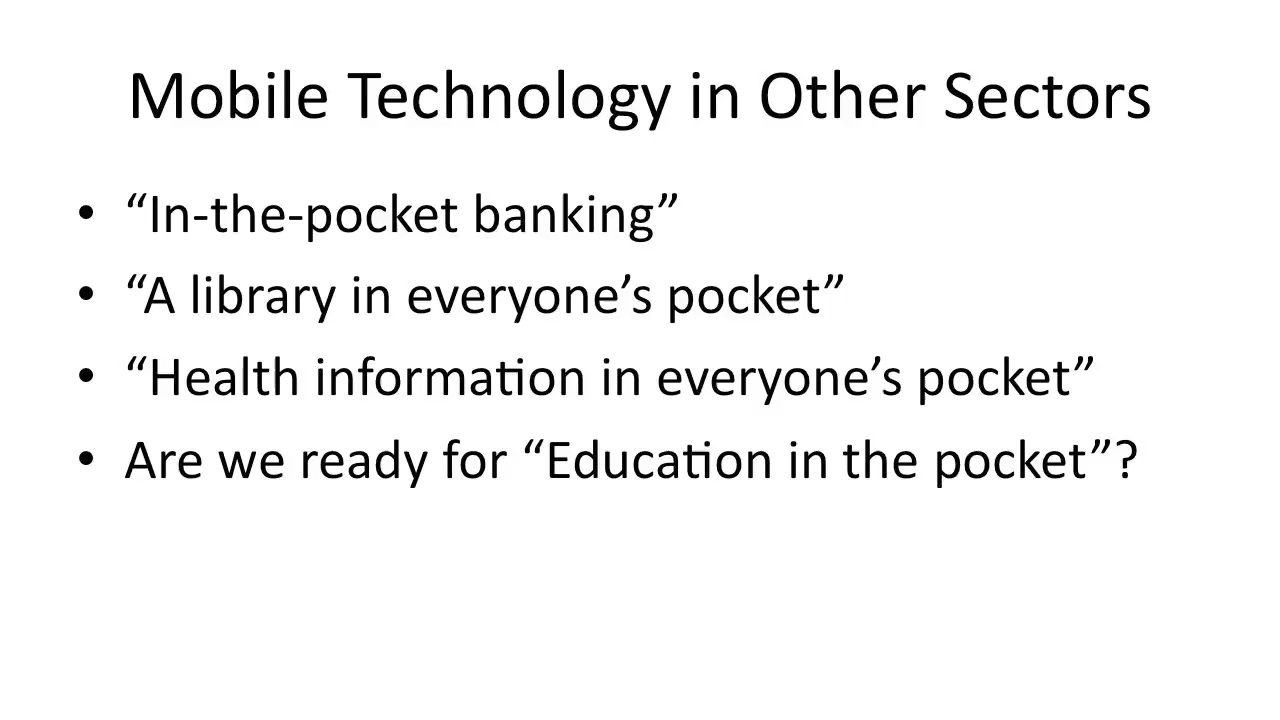 Mobile Technology in Other Sectors
• “In-the-pocket banking”
• “A library in everyone’s pocket”
• “Health information in everyone’s pocket”
• Are we ready for “Education in the pocket”?